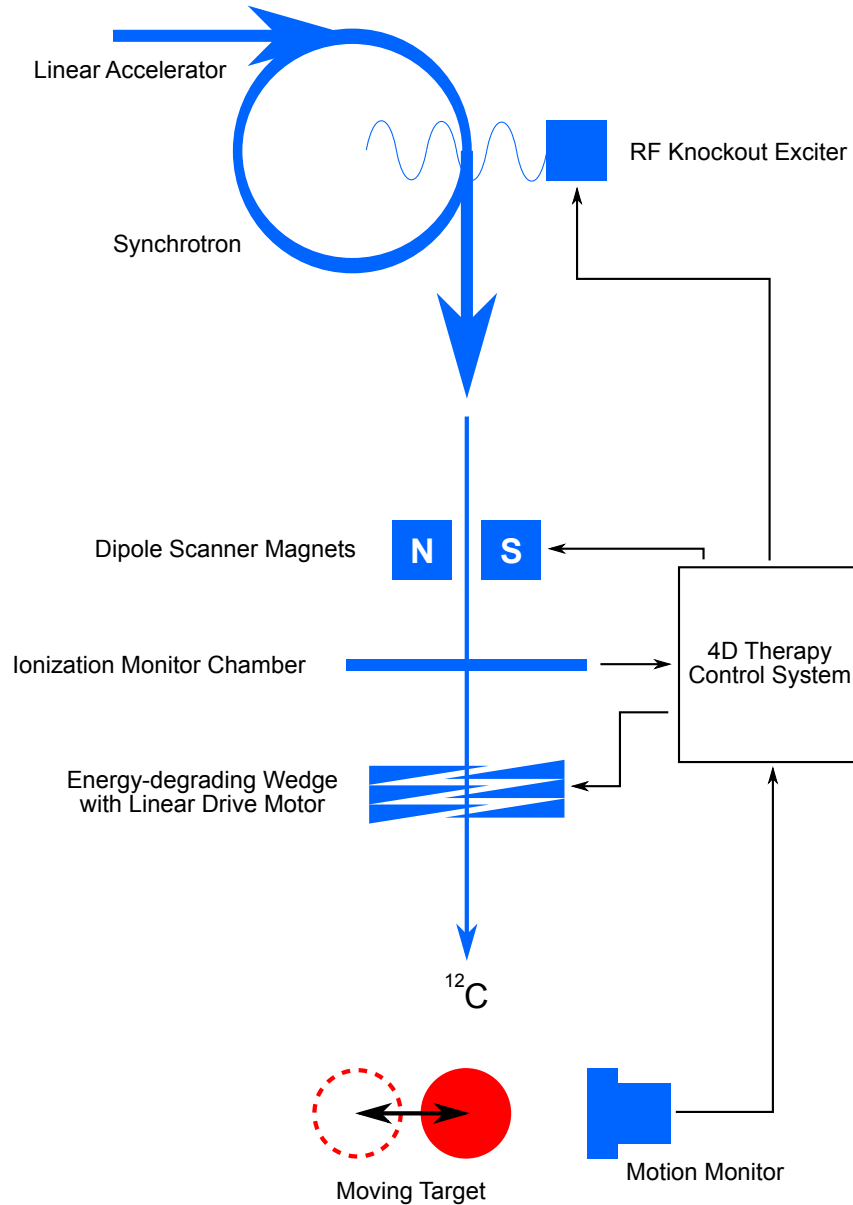 Linear Accelerator
RF Knockout Exciter
Synchrotron
Dipole Scanner Magnets
N
S
Ionization Monitor Chamber
4D Therapy
Control System
Energy-degrading Wedge
with Linear Drive Motor
¹²C
Motion Monitor
Moving Target